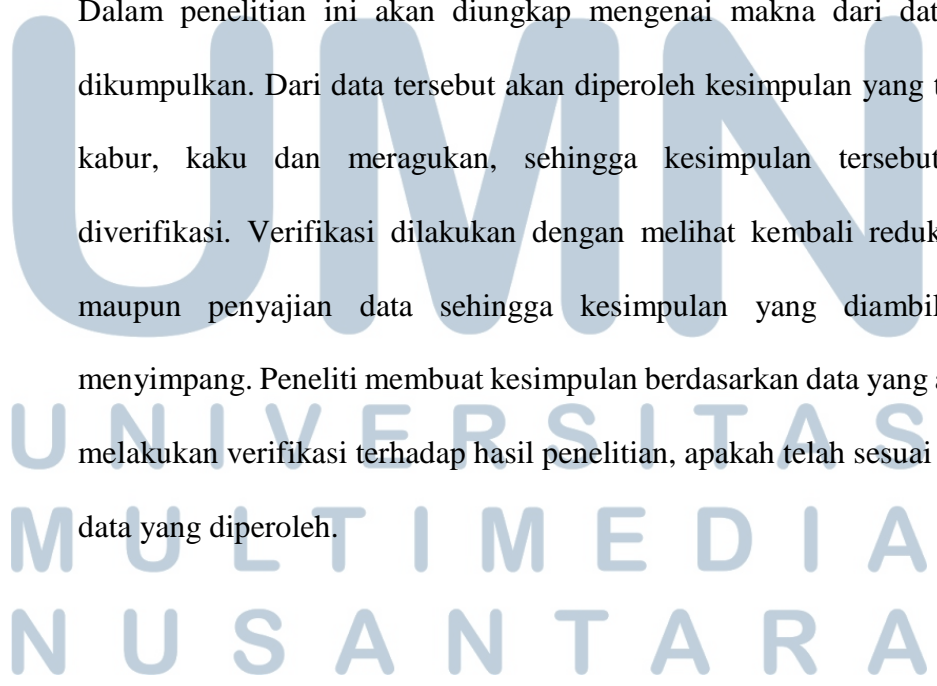 Dalam penelitian ini akan diungkap mengenai makna dari dat
dikumpulkan. Dari data tersebut akan diperoleh kesimpulan yang t
kabur, kaku dan meragukan, sehingga kesimpulan tersebut
diverifikasi. Verifikasi dilakukan dengan melihat kembali reduk
maupun penyajian data sehingga kesimpulan yang diambil
menyimpang. Peneliti membuat kesimpulan berdasarkan data yang a
melakukan verifikasi terhadap hasil penelitian, apakah telah sesuai
data yang diperoleh.
UMN
UNIVERSITAS
MULTIMEDIA
NUSANTARA